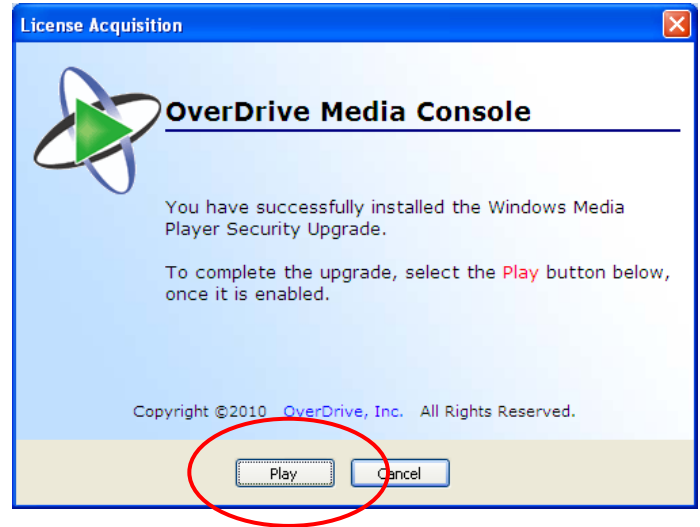 License Acquisition
OverDrive Media Console
You have successfully installed the Windows Media
Player Security Upgrade.
To complete the upgrade, select the Play button below,
once it is enabled.
Copyright ©2010 OverDrive, Inc. All Rights Reserved.
Play Cancel